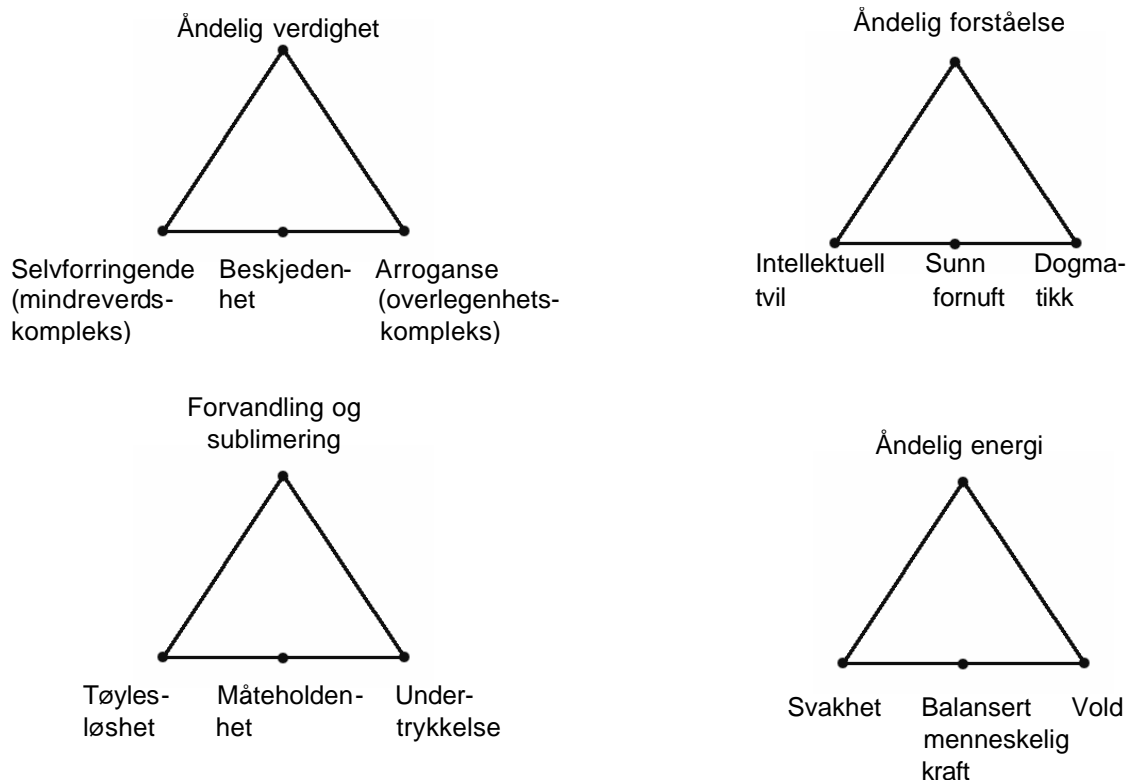 Åndelig verdighet
Selvforringende Beskjeden- Arroganse
(mindreverds- het (overlegenhets-
kompleks) kompleks)
Åndelig forståelse
Intellektuell Sunn Dogma-
tvil fornuft tikk
Forvandling og
sublimering
Tøyles- Måteholden- Under-
løshet het trykkelse
Åndelig energi
Svakhet Balansert Vold
menneskelig
kraft